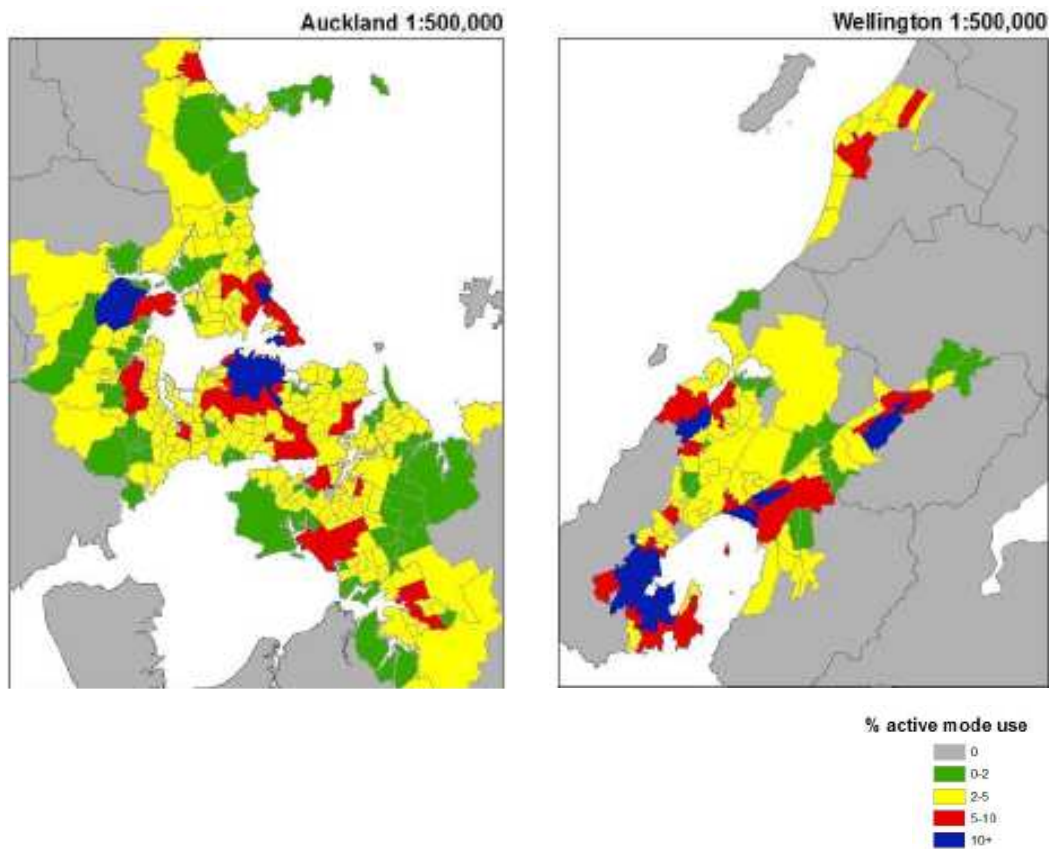 Auckland 1:500,000
Wellington 1:500,000
% active mode use
0
0-2
2-5
5-10
10+